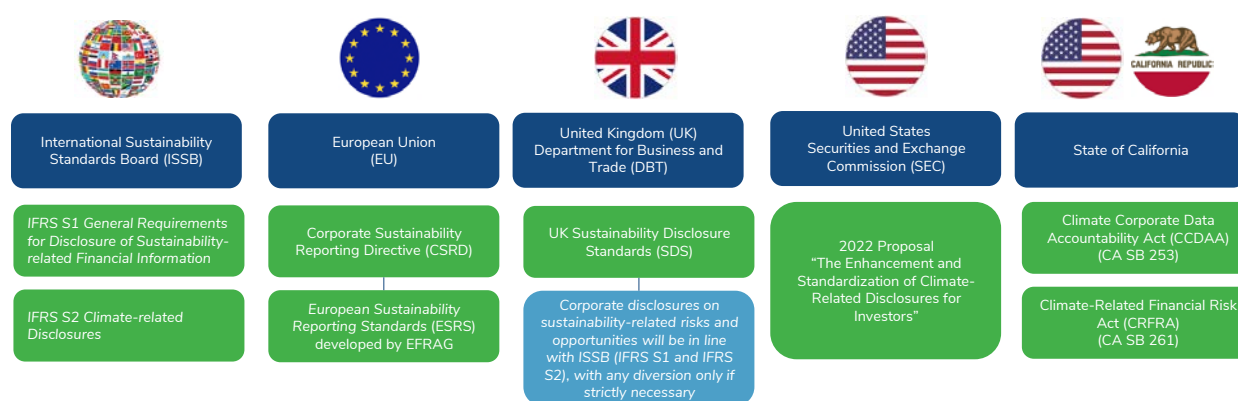 CALIFORNIA REPUBLIC
International Sustainability
Standards Board (ISSB)
European Union
(EU)
United Kingdom (UK)
Department for Business and
Trade (DBT)
United States
Securities and Exchange
Commission (SEC)
State of California
IFRS S1 General Requirements
for Disclosure of Sustainability-
related Financial Information
IFRS S2 Climate-related
Disclosures
Corporate Sustainability
Reporting Directive (CSRD)
European Sustainability
Reporting Standards (ESRS)
developed by EFRAG
UK Sustainability Disclosure
Standards (SDS)
Corporate disclosures on
sustainability-related risks and
opportunities will be in line
with ISSB (IFRS S1 and IFRS
S2), with any diversion only if
strictly necessary
2022 Proposal
“The Enhancement and
Standardization of Climate-
Related Disclosures for
Investors”
Climate Corporate Data
Accountability Act (CCDAA)
(CA SB 253)
Climate-Related Financial Risk
Act (CRFRA)
(CA SB 261)